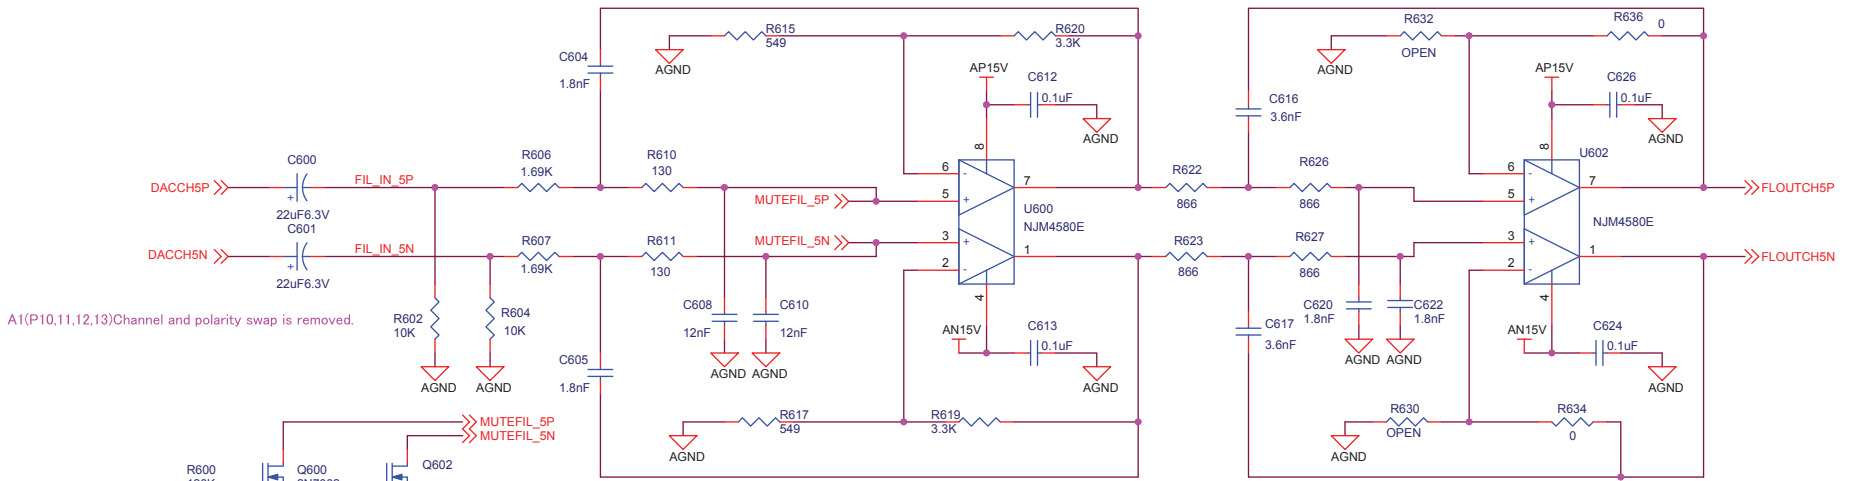 R615
549
AGND
R620
3.3K
C604
1.8nF
AP15V
C612
0.1uF
AGND
R632
OPEN
AGND
R636
0
C616
3.6nF
AP15V
C626
0.1uF
AGND
DACCH5P
C600
+
22uF6.3V
FIL_IN_5P
R606
1.69K
R610
130
MUTEFIL_5P
6
5
-
+
8
7
U600
NJM4580E
R622
866
R626
866
6
5
-
+
8
7
U602
NJM4580E
FLOUTCH5P
DACCH5N
C601
+
22uF6.3V
FIL_IN_5N
R607
1.69K
R611
130
MUTEFIL_5N
3
2
+
-
4
1
R623
866
R627
866
3
2
+
-
4
1
FLOUTCH5N
A1(P10,11,12,13)Channel and polarity swap is removed.
R602
10K
AGND
R604
10K
AGND
C605
1.8nF
C608
12nF
AGND
C610
12nF
AGND
AN15V
C613
0.1uF
AGND
C617
3.6nF
C620
1.8nF
AGND
C622
1.8nF
AGND
AN15V
C624
0.1uF
AGND
R617
549
AGND
R619
3.3K
R630
OPEN
AGND
R634
0
MUTEFIL_5P
MUTEFIL_5N
R600
Q600
Q602